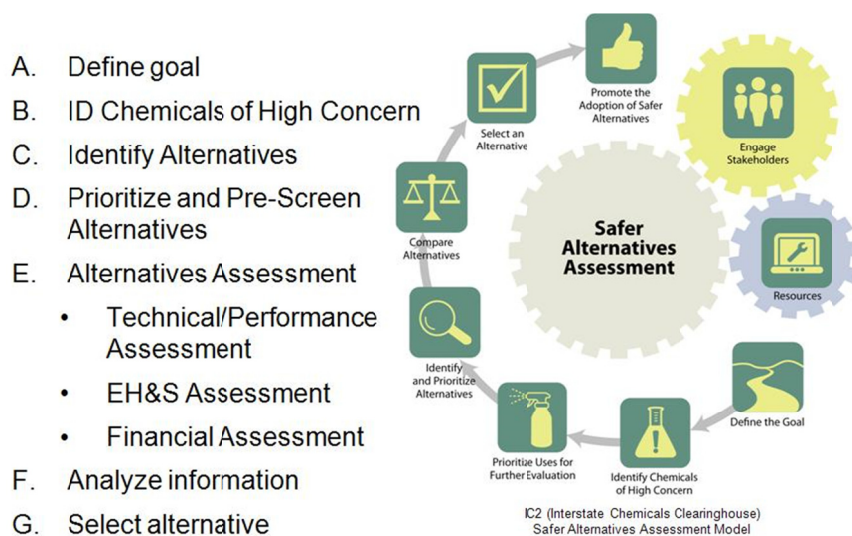 A. Define goal
B. ID Chemicals of High Concern
C. Identify Alternatives
D. Prioritize and Pre-Screen
Alternatives
E. Alternatives Assessment
• Technical/Performance
Assessment
• EH&S Assessment
• Financial Assessment
F. Analyze information
G. Select alternative
Promote the
Adoption of Safer
Alternatives
Select an
Alternative
Engage
Stakeholders
Compare
Alternatives
Safer
Alternatives
Assessment
Resources
Identify
and Prioritize
Alternatives
Define the Goal
Prioritize Uses for
Further Evaluation
Identify Chemicals
of High Concern
IC2 (Interstate Chemicals Clearinghouse)
Safer Alternatives Assessment Model